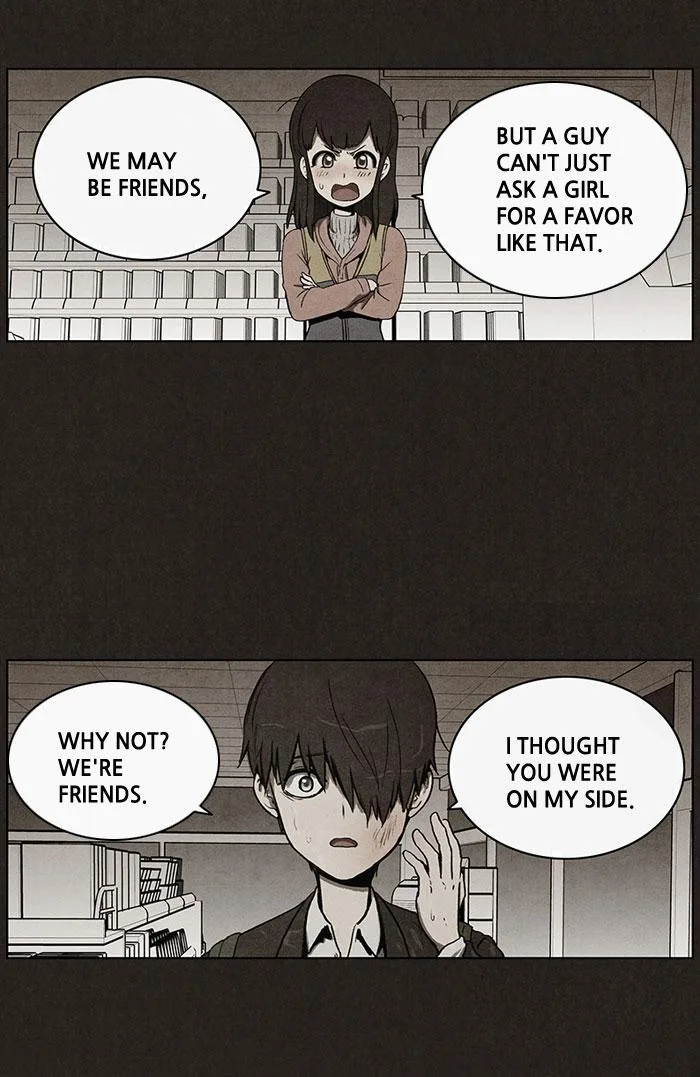 WE MAY
BE FRIENDS,
BUT A GUY
CAN'T JUST
ASK A GIRL
FOR A FAVOR
LIKE THAT.
WHY NOT?
WE'RE
FRIENDS.
I THOUGHT
YOU WERE
ON MY SIDE.